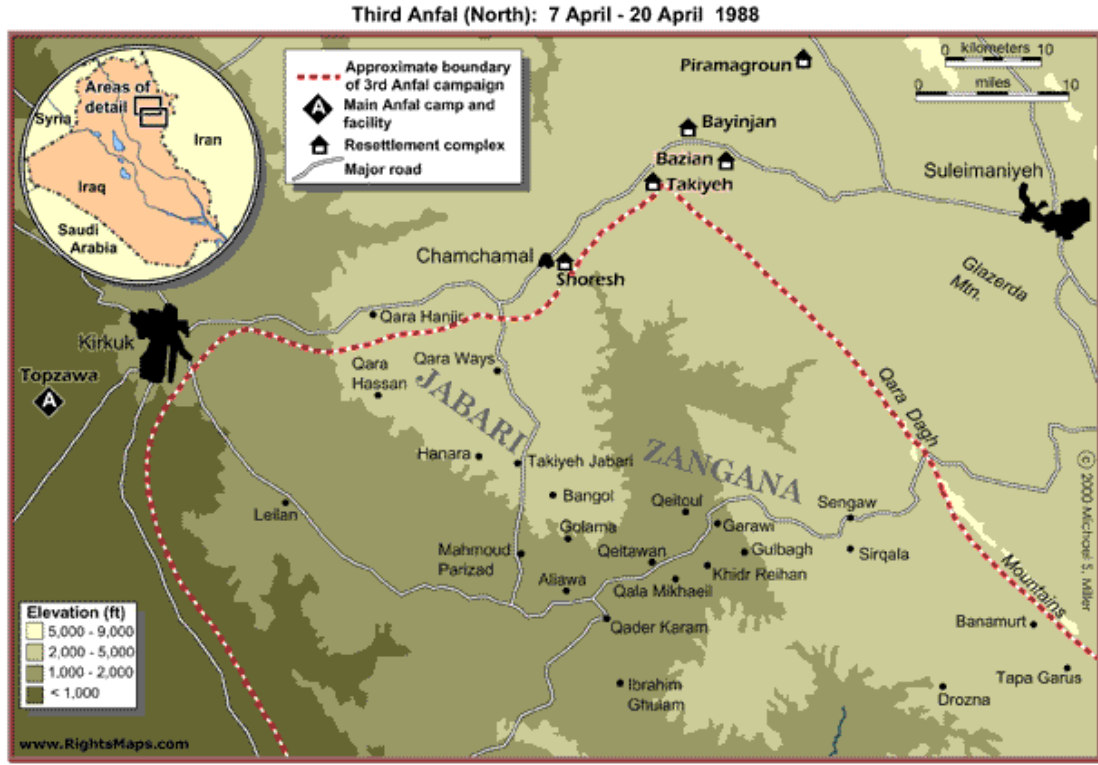 Third Anfal (North): 7 April - 20 April 1988
Areas of
detail
Syria
Iran
Iraq
Saudi
Arabia
Approximate boundary
of 3rd Anfal campaign
A
Main Anfal camp and
facility
Resettlement complex
Major road
0 kilometers 10
0 miles 10
Piramagroun
Bayinjan
Bazian
Takiyeh
Suleimaniyeh
Chamchamal
Shoresh
Glazerda
Mtn.
Qara Hanjir
Kirkuk
Topzawa
A
Qara Ways
Qara
Hassan
JABARI
Qara Dagh
Mountains
ZANGANA
Hanara
Takiyeh Jabari
Bangol
Qeitoul
Sengaw
Leilan
Golama
Gerawi
Mahmoud
Parizad
Qeitawan
Gulbagh
Sirqala
Khidr Reihan
Aliawa
Qala Mikhaeil
Qader Karam
Banamurt
Ibrahim
Ghulam
Tapa Garus
Drozna
Elevation (ft)
5,000 - 9,000
2,000 - 5,000
1,000 - 2,000
< 1,000
www.RightsMaps.com
© 2000 Michael S. Miller